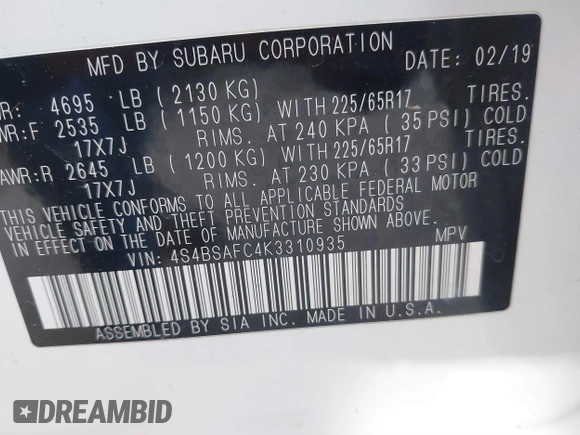 MFD BY SUBARU CORPORATION DATE: 02/19
R: 4695 LB (2130 KG)
WR:F 2535 LB (1150 KG) WITH 225/65R17 TIRES.
17X7J RIMS. AT 240 KPA (35 PSI) COLD
AWR:R 2645 LB (1200 KG) WITH 225/65R17 TIRES.
17X7J RIMS. AT 230 KPA (33 PSI) COLD
THIS VEHICLE CONFORMS TO ALL APPLICABLE FEDERAL MOTOR
VEHICLE SAFETY AND THEFT PREVENTION STANDARDS
IN EFFECT ON THE DATE OF MANUFACTURE SHOWN ABOVE.
VIN: 4S4BSAFC4K3310935 MPV
ASSEMBLED BY SIA INC. MADE IN U.S.A.
DREAMBID